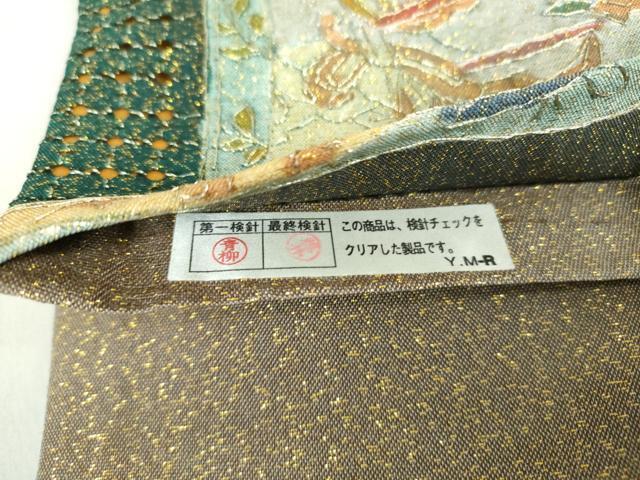 第一検針 最終検針
青柳
この商品は、検針チェックを
クリアした製品です。
Y.M-R